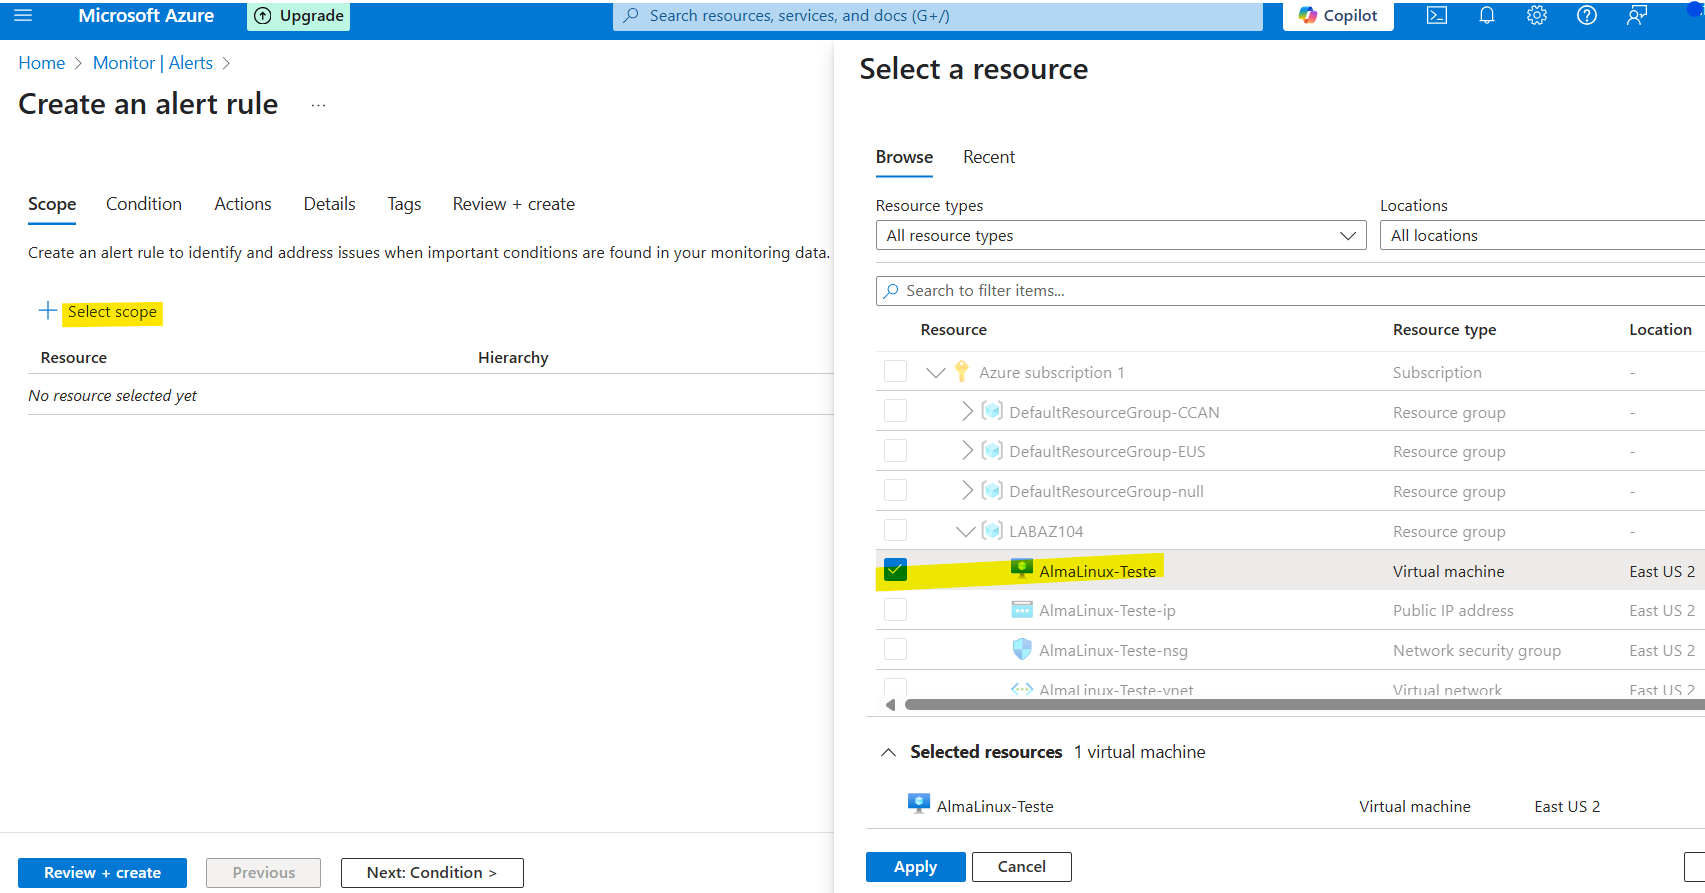 Microsoft Azure
Upgrade
Search resources, services, and docs (G+/)
Copilot
Home > Monitor | Alerts >
Create an alert rule ...
Scope Condition Actions Details Tags Review + create
Create an alert rule to identify and address issues when important conditions are found in your monitoring data.
+ Select scope
Resource Hierarchy
No resource selected yet
Review + create Previous Next: Condition >
Select a resource
Browse Recent
Resource types Locations
All resource types All locations
Search to filter items...
Resource Resource type Location
Azure subscription 1 Subscription -
DefaultResourceGroup-CCAN Resource group -
DefaultResourceGroup-EUS Resource group -
DefaultResourceGroup-null Resource group -
LABAZ104 Resource group -
AlmaLinux-Teste Virtual machine East US 2
AlmaLinux-Teste-ip Public IP address East US 2
AlmaLinux-Teste-nsg Network security group East US 2
AlmaLinux-Teste-vnet Virtual network East US 2
Selected resources 1 virtual machine
AlmaLinux-Teste Virtual machine East US 2
Apply Cancel